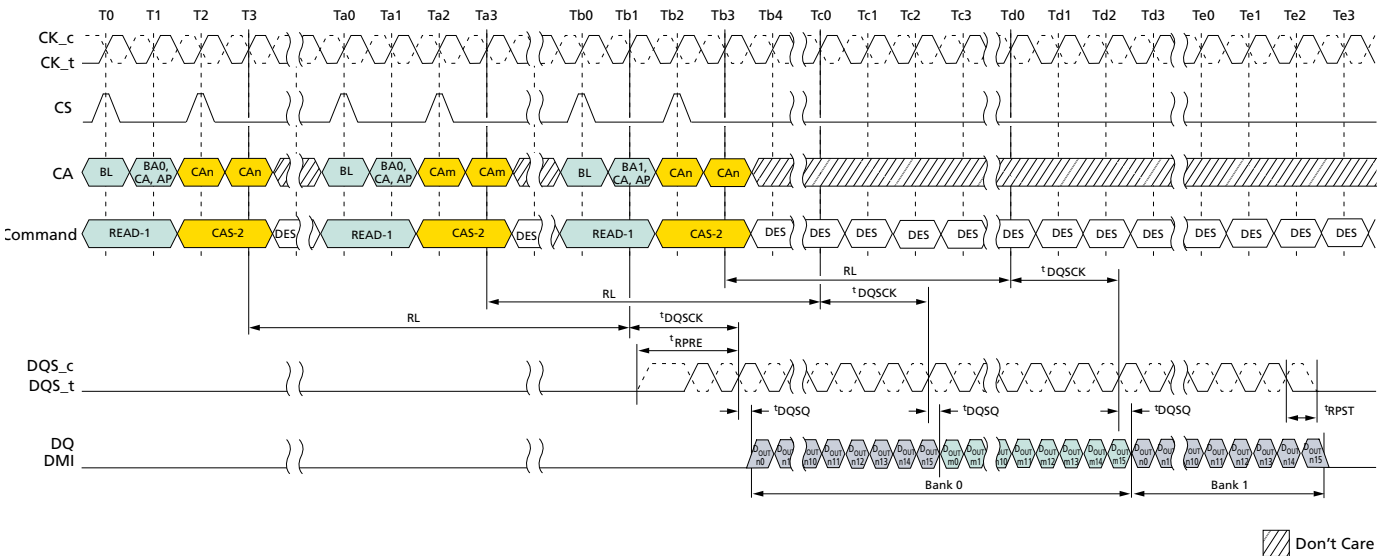 T0 T1 T2 T3 Ta0 Ta1 Ta2 Ta3 Tb0 Tb1 Tb2 Tb3 Tb4 Tc0 Tc1 Tc2 Tc3 Td0 Td1 Td2 Td3 Te0 Te1 Te2 Te3
CK_c
CK_t
CS
CA BL BA0, CA, AP CAn CAn BL BA0, CA, AP CAm CAm BL BA1, CA, AP CAn CAn
Command READ-1 CAS-2 DES READ-1 CAS-2 DES READ-1 CAS-2 DES DES DES DES DES DES DES DES DES DES DES DES DES
RL tDQSCK
RL tDQSCK
RL tDQSCK
tRPRE
DQS_c
DQS_t
tDQSQ tDQSQ tDQSQ tRPST
DQ
DMI
DOUT n0 DOUT n1 DOUT n10 DOUT n11 DOUT n12 DOUT n13 DOUT n14 DOUT n15 DOUT m0 DOUT m1 DOUT n10 DOUT m11 DOUT m12 DOUT m13 DOUT m14 DOUT m15 DOUT n0 DOUT n1 DOUT n10 DOUT n11 DOUT n12 DOUT n13 DOUT n14 DOUT n15
Bank 0 Bank 1
Don't Care